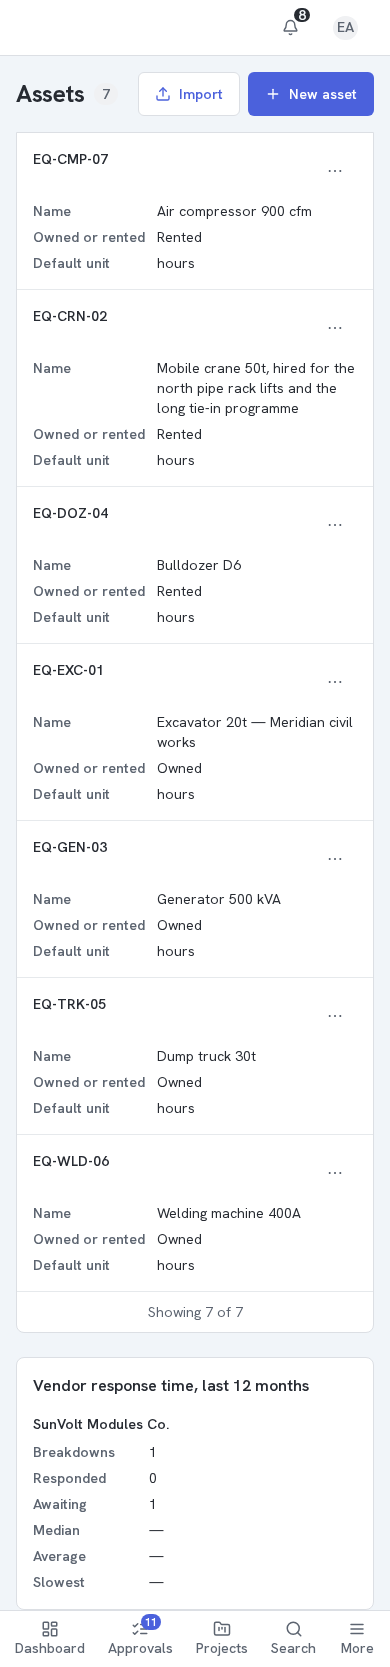 8
EA
Assets 7 Import New asset
EQ-CMP-07
...
Name Air compressor 900 cfm
Owned or rented Rented
Default unit hours
EQ-CRN-02
...
Name Mobile crane 50t, hired for the
north pipe rack lifts and the
long tie-in programme
Owned or rented Rented
Default unit hours
EQ-DOZ-04
...
Name Bulldozer D6
Owned or rented Rented
Default unit hours
EQ-EXC-01
...
Name Excavator 20t — Meridian civil
works
Owned or rented Owned
Default unit hours
EQ-GEN-03
...
Name Generator 500 kVA
Owned or rented Owned
Default unit hours
EQ-TRK-05
...
Name Dump truck 30t
Owned or rented Owned
Default unit hours
EQ-WLD-06
...
Name Welding machine 400A
Owned or rented Owned
Default unit hours
Showing 7 of 7
Vendor response time, last 12 months
SunVolt Modules Co.
Breakdowns 1
Responded 0
Awaiting 1
Median —
Average —
Slowest —
11
Dashboard Approvals Projects Search More